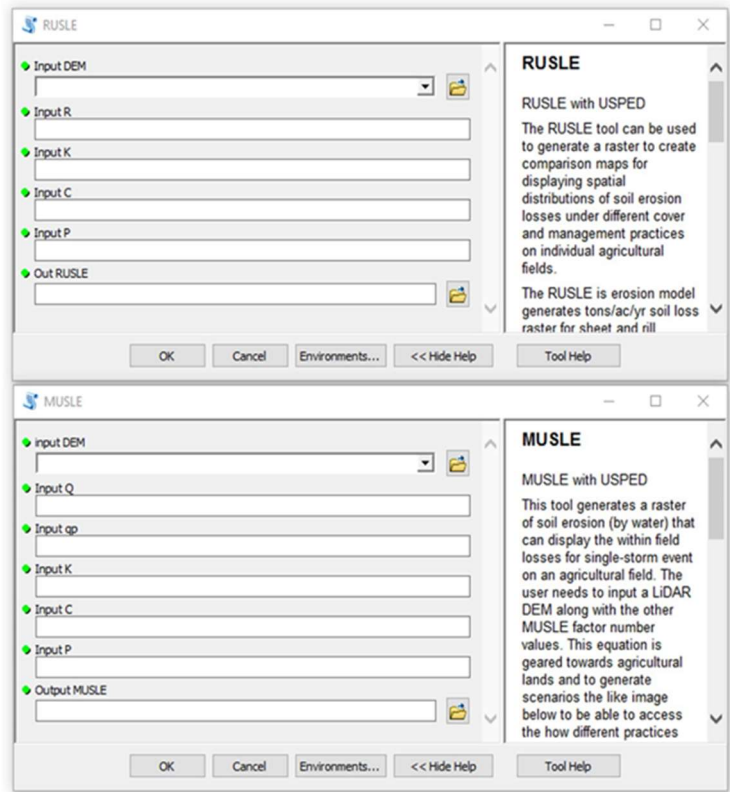 RUSLE
Input DEM
Input R
Input K
Input C
Input P
Out RUSLE
RUSLE
RUSLE with USPED
The RUSLE tool can be used
to generate a raster to create
comparison maps for
displaying spatial
distributions of soil erosion
losses under different cover
and management practices
on individual agricultural
fields.
The RUSLE is erosion model
generates tons/ac/yr soil loss
raster for sheet and rill
OK Cancel Environments... << Hide Help Tool Help
MUSLE
input DEM
Input Q
Input qp
Input K
Input C
Input P
Output MUSLE
MUSLE
MUSLE with USPED
This tool generates a raster
of soil erosion (by water) that
can display the within field
losses for single-storm event
on an agricultural field. The
user needs to input a LiDAR
DEM along with the other
MUSLE factor number
values. This equation is
geared towards agricultural
lands and to generate
scenarios the like image
below to be able to access
the how different practices
OK Cancel Environments... << Hide Help Tool Help